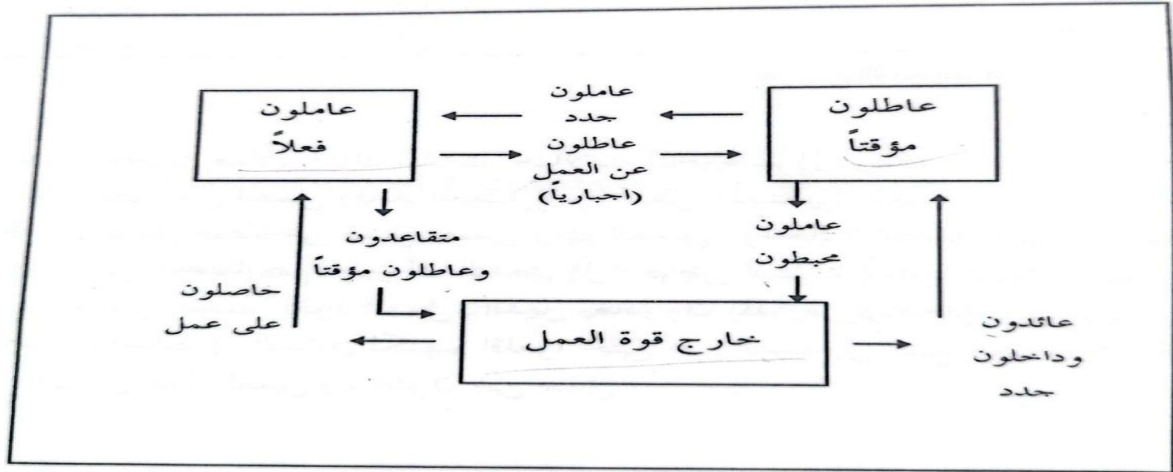 عاطلون
مؤقتاً
عاملون
جدد
عاطلون
عن العمل
(اجبارياً)
عاملون
فعلاً
عاملون
محبطون
متقاعدون
وعاطلون مؤقتاً
عائدون
وداخلون
جدد
خارج قوة العمل
حاصلون
على عمل